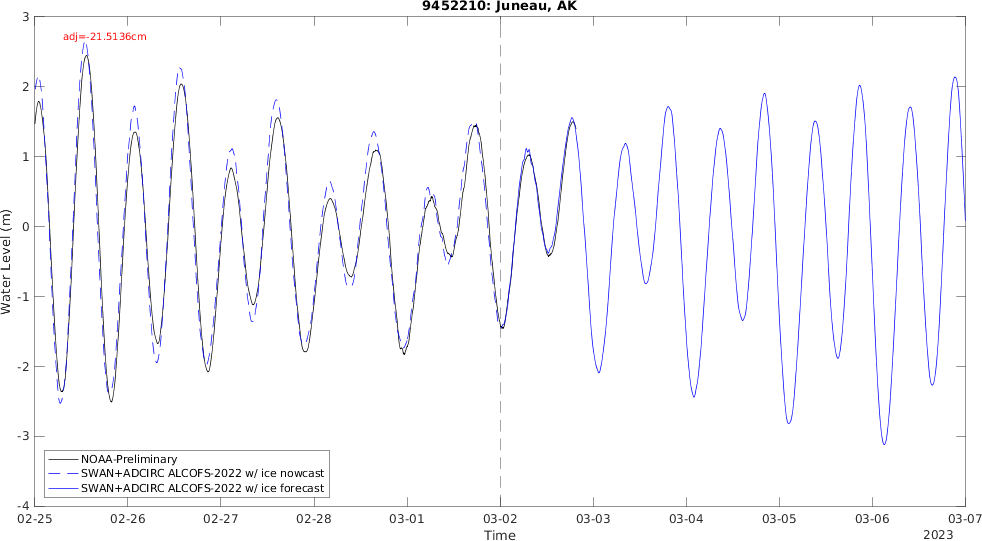 9452210: Juneau, AK
adj=-21.5136cm
3
2
1
0
-1
-2
-3
-4
Water Level (m)
NOAA-Preliminary
SWAN+ADCIRC ALCOFS-2022 w/ ice nowcast
SWAN+ADCIRC ALCOFS-2022 w/ ice forecast
02-25 02-26 02-27 02-28 03-01 03-02 03-03 03-04 03-05 03-06 03-07
Time
2023